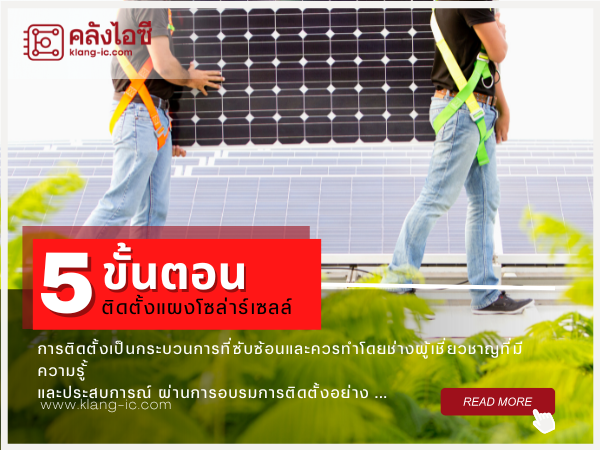 คลังไอซี
klang-ic.com
5 ขั้นตอน
ติดตั้งแผงโซล่าร์เซลล์
การติดตั้งเป็นกระบวนการที่ซับซ้อนและควรทำโดยช่างผู้เชี่ยวชาญที่มี
ความรู้
และประสบการณ์ ผ่านการอบรมการติดตั้งอย่าง ...
www.klang-ic.com
READ MORE